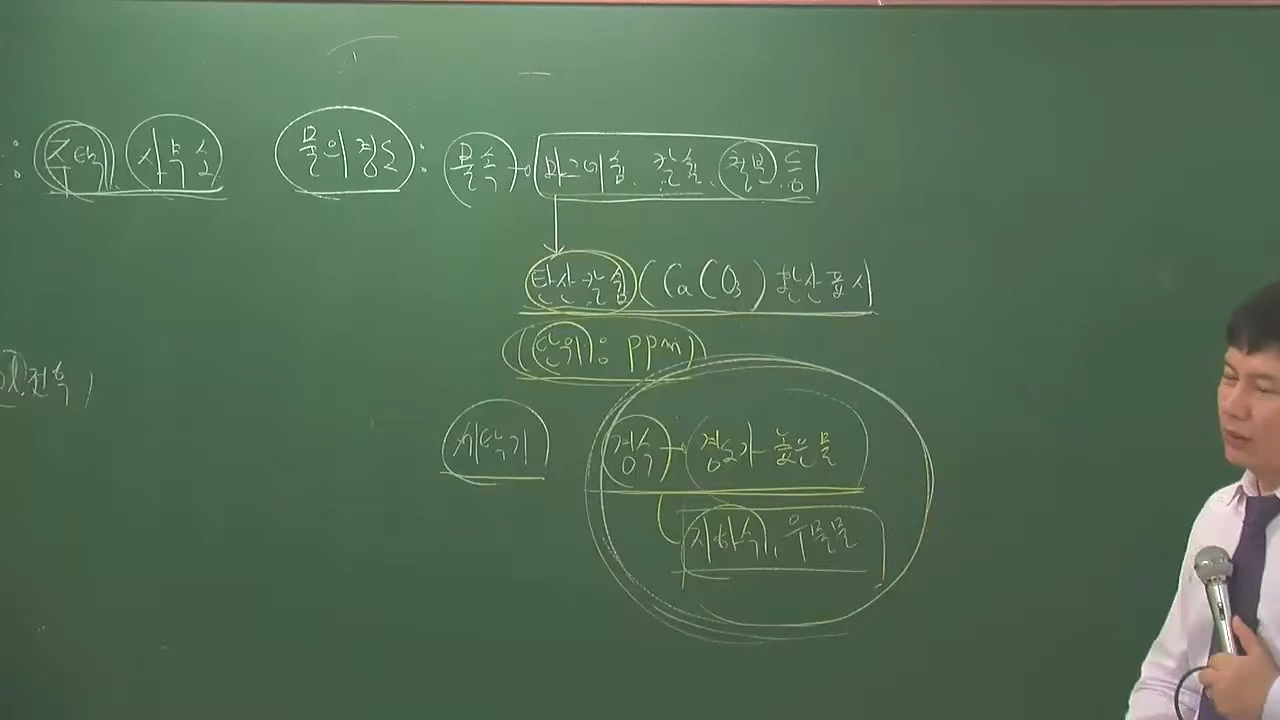 : 주택, 사무소
물의 경도 : 물 속 → 마그네슘, 칼슘, 철분, 등
탄산칼슘 (CaCO₃) 환산표시
(단위 : ppm)
세탁기
경수 → 경도가 높은 물
지하수, 우물물